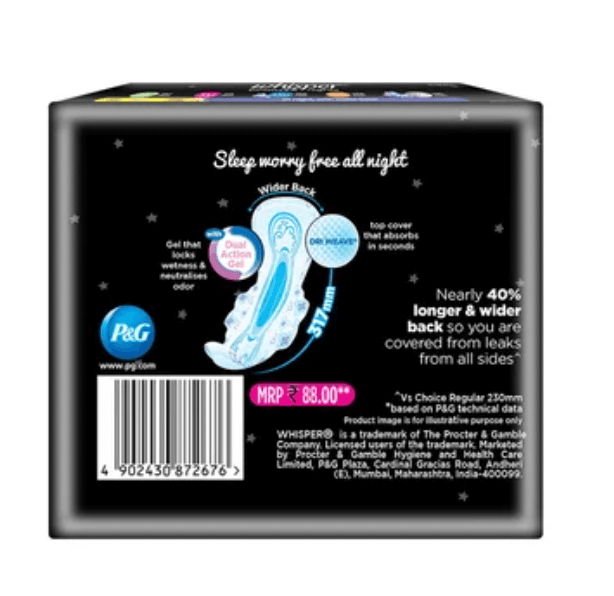 whisper
Sleep worry free all night
Wider Back
Gel that
locks
wetness &
neutralises
odor
with
Dual
Action
Gel
DRI WEAVE*
top cover
that absorbs
in seconds
317mm
Nearly 40%
longer & wider
back so you are
covered from leaks
from all sides^
P&G
www.pg.com
MRP ₹ 88.00**
^Vs Choice Regular 230mm
*based on P&G technical data
Product image is for illustrative purpose only
WHISPER® is a trademark of The Procter & Gamble
Company. Licensed users of the trademark. Marketed
by Procter & Gamble Hygiene and Health Care
Limited, P&G Plaza, Cardinal Gracias Road, Andheri
(E), Mumbai, Maharashtra, India-400099.
4 902430 872676 >